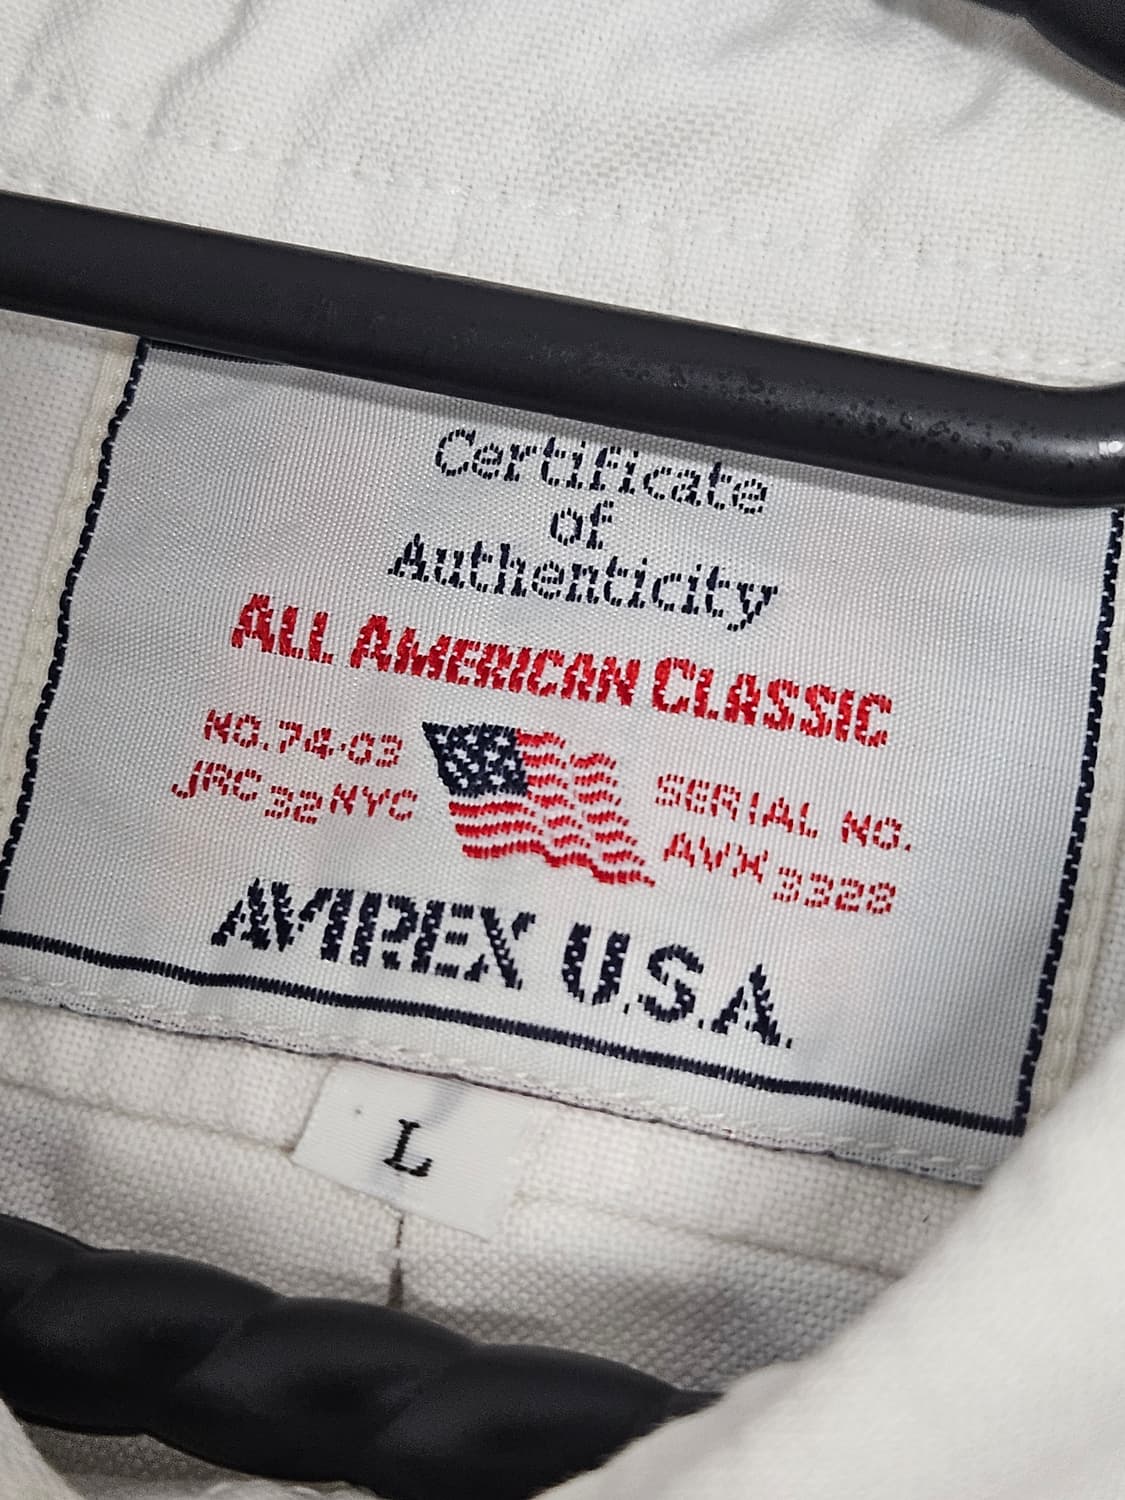 Certificate
of
Authenticity
ALL AMERICAN CLASSIC
NO.74-03
JRC 32 NYC
SERIAL NO.
AVX 3328
AVIREX U.S.A.
L